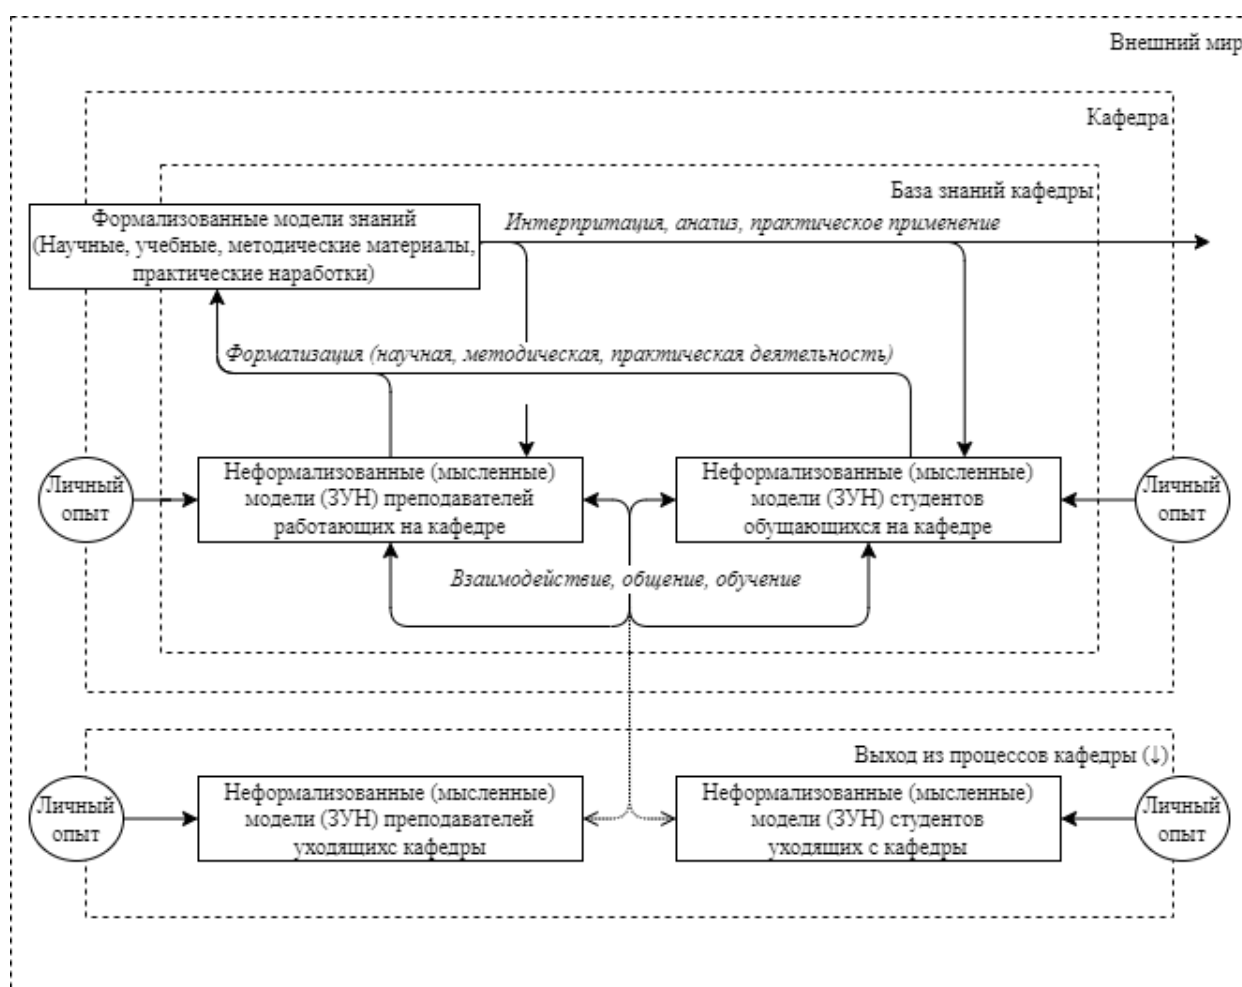 Внешний мир
Кафедра
База знаний кафедры
Формализованные модели знаний
(Научные, учебные, методические материалы,
практические наработки)
Интерпритация, анализ, практическое применение
Формализация (научная, методическая, практическая деятельность)
Личный
опыт
Неформализованные (мысленные)
модели (ЗУН) преподавателей
работающих на кафедре
Неформализованные (мысленные)
модели (ЗУН) студентов
обущающихся на кафедре
Личный
опыт
Взаимодействие, общение, обучение
Выход из процессов кафедры (↓)
Личный
опыт
Неформализованные (мысленные)
модели (ЗУН) преподавателей
уходящихс кафедры
Неформализованные (мысленные)
модели (ЗУН) студентов
уходящих с кафедры
Личный
опыт